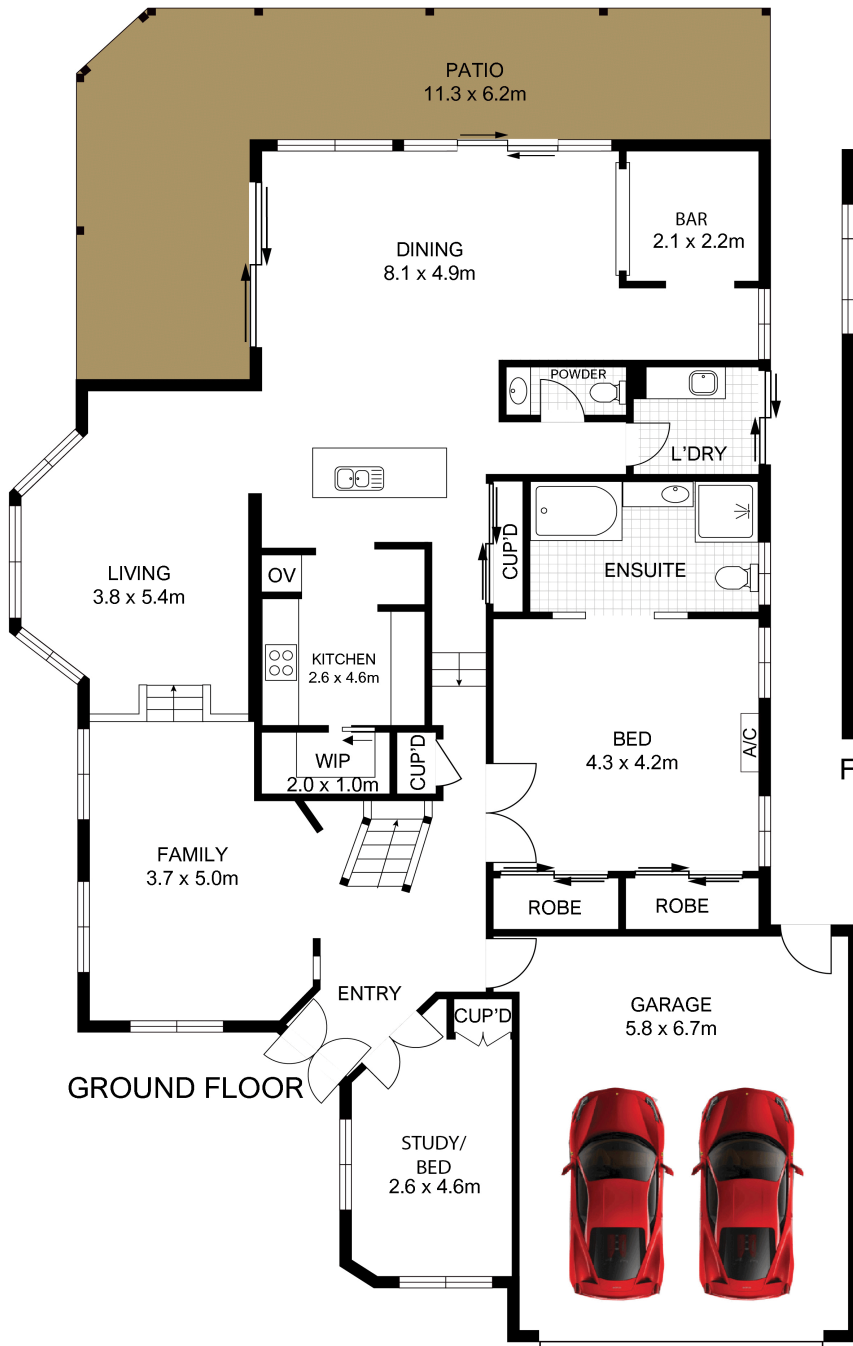 PATIO
11.3 x 6.2m
BAR
2.1 x 2.2m
DINING
8.1 x 4.9m
POWDER
L'DRY
CUP'D
ENSUITE
OV
LIVING
3.8 x 5.4m
KITCHEN
2.6 x 4.6m
BED
4.3 x 4.2m
A/C
F
WIP
2.0 x 1.0m
CUP'D
FAMILY
3.7 x 5.0m
ROBE
ROBE
ENTRY
CUP'D
GARAGE
5.8 x 6.7m
GROUND FLOOR
STUDY/
BED
2.6 x 4.6m